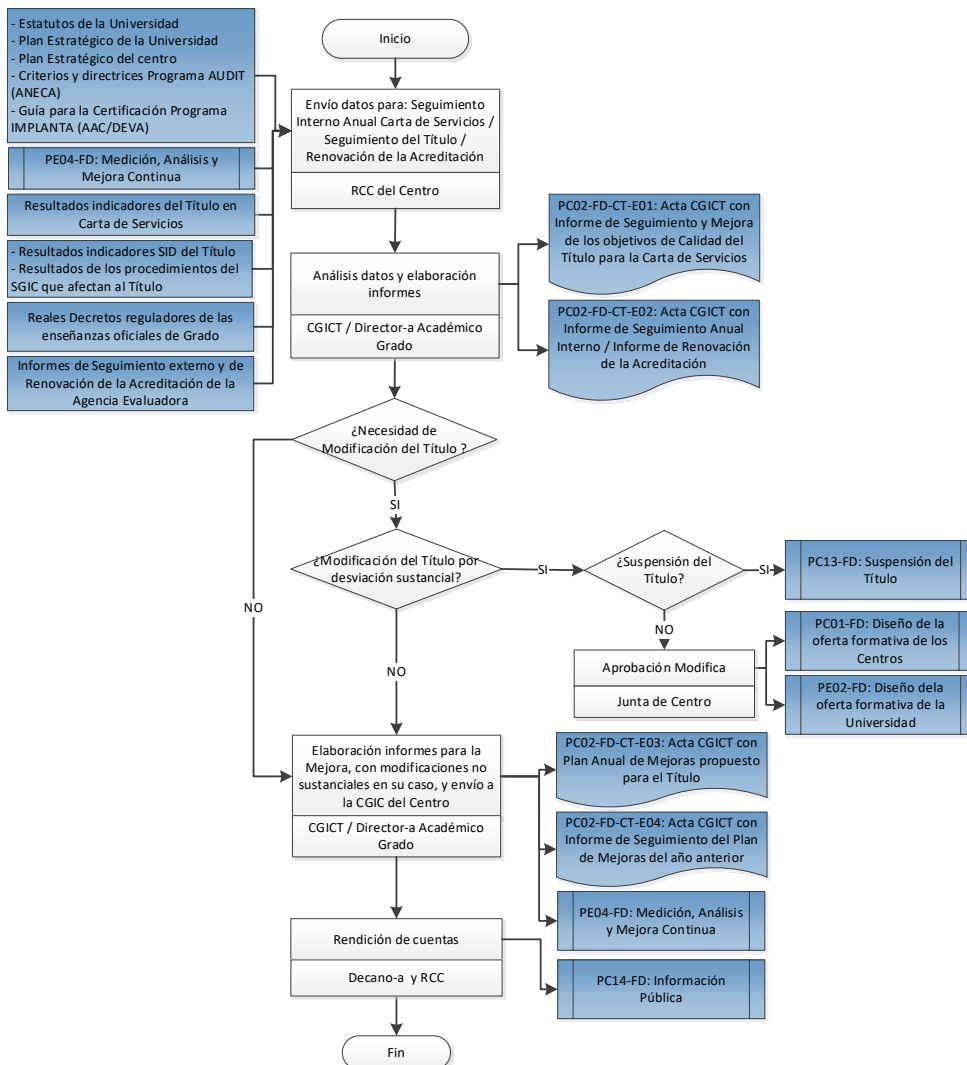 - Estatutos de la Universidad
- Plan Estratégico de la Universidad
- Plan Estratégico del centro
- Criterios y directrices Programa AUDIT
(ANECA)
- Guía para la Certificación Programa
IMPLANTA (AAC/DEVA)
PE04-FD: Medición, Análisis y
Mejora Continua
Resultados indicadores del Título en
Carta de Servicios
- Resultados indicadores SID del Título
- Resultados de los procedimientos del
SGIC que afectan al Título
Reales Decretos reguladores de las
enseñanzas oficiales de Grado
Informes de Seguimiento externo y de
Renovación de la Acreditación de la
Agencia Evaluadora
Inicio
Envío datos para: Seguimiento
Interno Anual Carta de Servicios /
Seguimiento del Título /
Renovación de la Acreditación
RCC del Centro
Análisis datos y elaboración
informes
CGICT / Director-a Académico
Grado
PC02-FD-CT-E01: Acta CGICT con
Informe de Seguimiento y Mejora
de los objetivos de Calidad del
Título para la Carta de Servicios
PC02-FD-CT-E02: Acta CGICT con
Informe de Seguimiento Anual
Interno / Informe de Renovación
de la Acreditación
¿Necesidad de
Modificación del Título ?
SI
NO
¿Modificación del Título por
desviación sustancial?
SI
¿Suspensión del
Título?
SI
PC13-FD: Suspensión del
Título
NO
NO
Aprobación Modifica
Junta de Centro
PC01-FD: Diseño de la
oferta formativa de los
Centros
PE02-FD: Diseño dela
oferta formativa de la
Universidad
Elaboración informes para la
Mejora, con modificaciones no
sustanciales en su caso, y envío a
la CGIC del Centro
CGICT / Director-a Académico
Grado
PC02-FD-CT-E03: Acta CGICT con
Plan Anual de Mejoras propuesto
para el Título
PC02-FD-CT-E04: Acta CGICT con
Informe de Seguimiento del Plan
de Mejoras del año anterior
PE04-FD: Medición, Análisis
y Mejora Continua
Rendición de cuentas
Decano-a y RCC
PC14-FD: Información
Pública
Fin